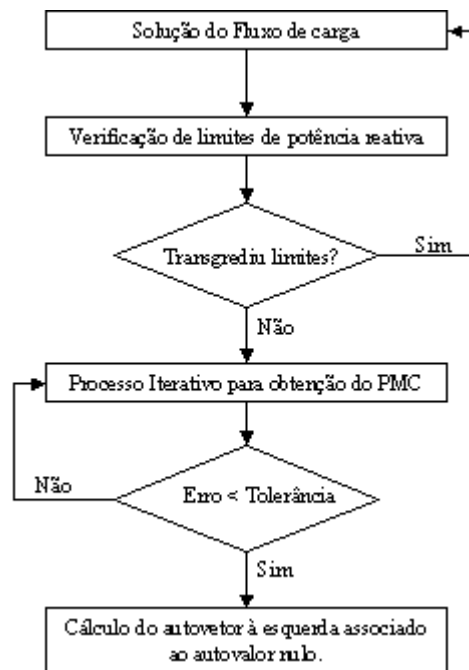 Solução do Fluxo de carga
Verificação de limites de potência reativa
Transgrediu limites?
Sim
Não
Processo Iterativo para obtenção do PMC
Não
Erro < Tolerância
Sim
Cálculo do autovetor à esquerda associado
ao autovalor nulo.